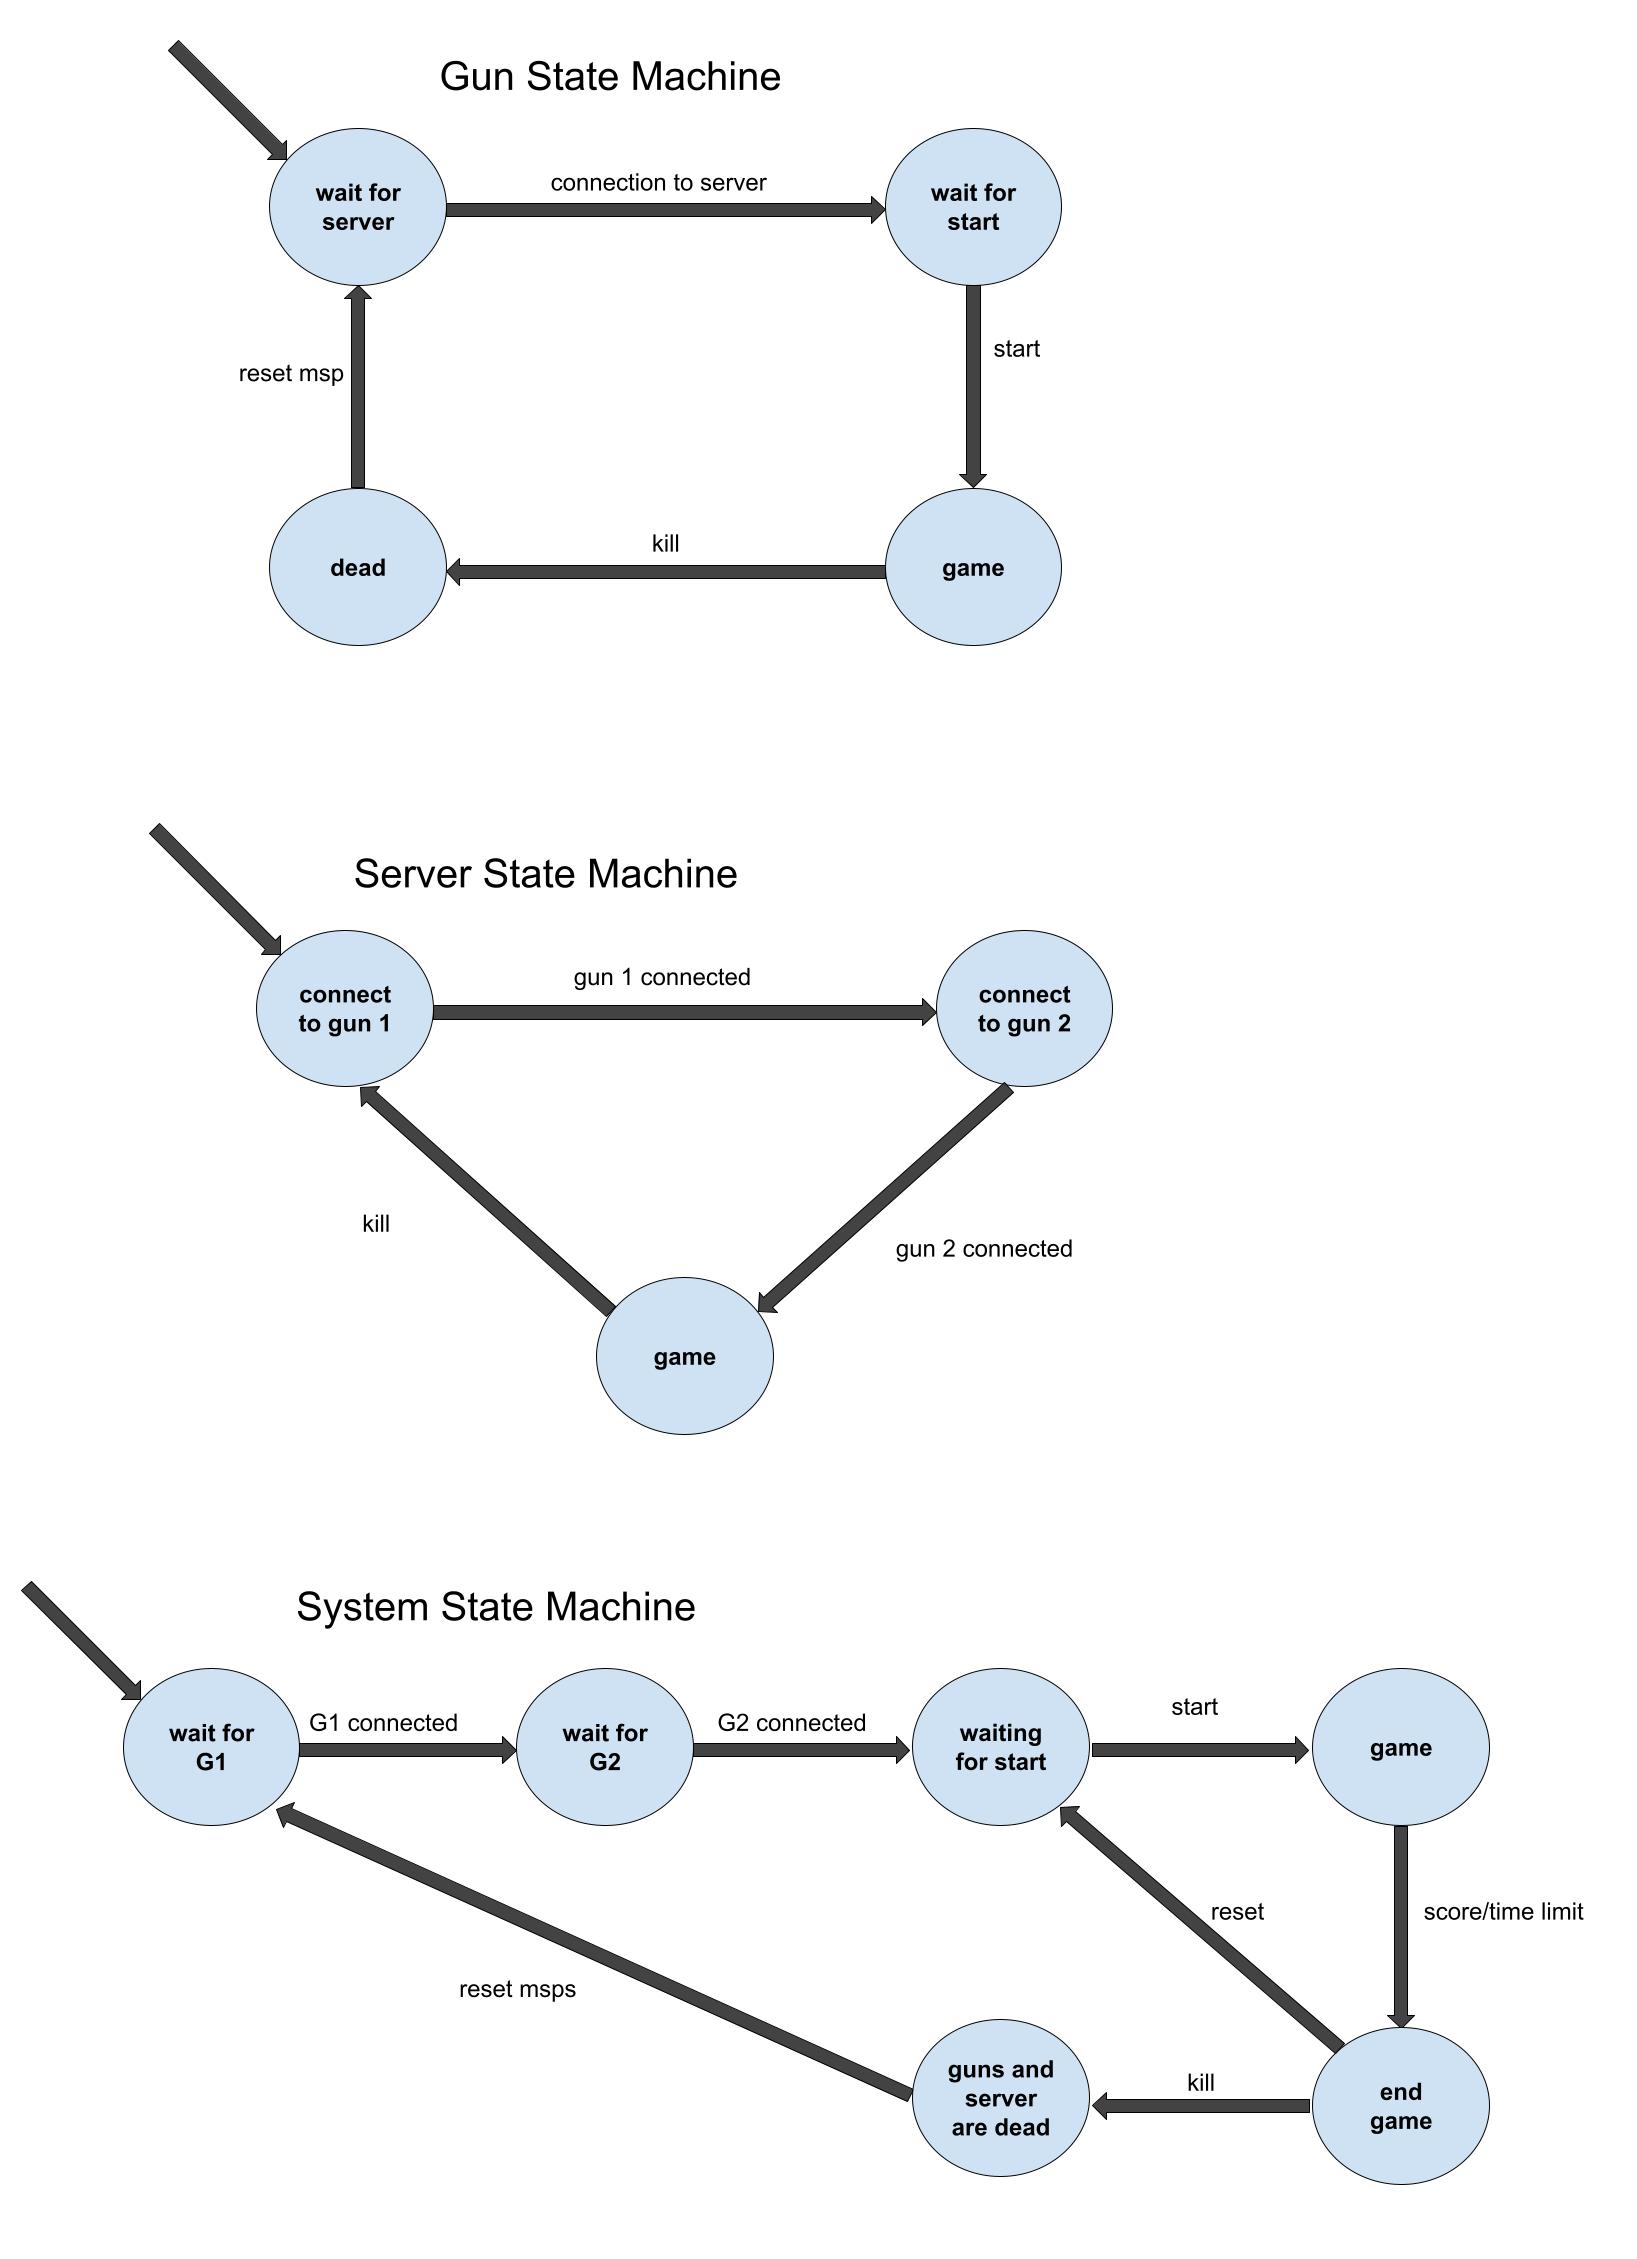 Gun State Machine
wait for
server
connection to server
wait for
start
start
reset msp
dead
kill
game
Server State Machine
connect
to gun 1
gun 1 connected
connect
to gun 2
kill
gun 2 connected
game
System State Machine
wait for
G1
G1 connected
wait for
G2
G2 connected
waiting
for start
start
game
reset
score/time limit
reset msps
guns and
server
are dead
kill
end
game